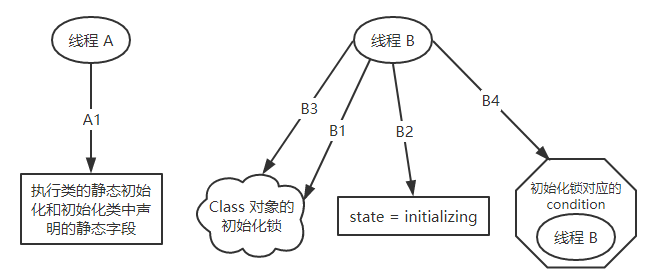 线程 A
线程 B
A1
B3
B1
B2
B4
执行类的静态初始
化和初始化类中声
明的静态字段
Class 对象的
初始化锁
state = initializing
初始化锁对应的
condition
线程 B